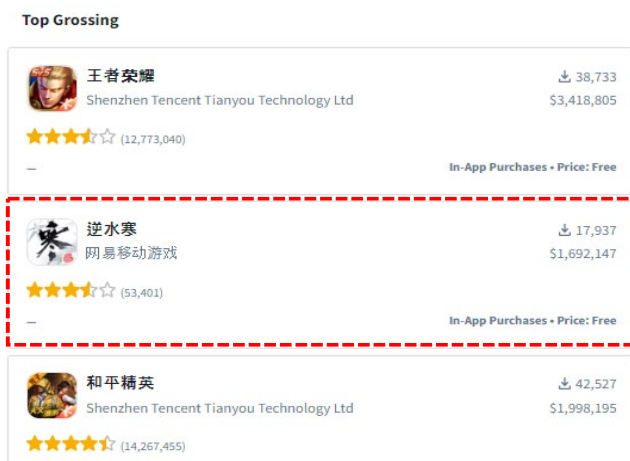 Top Grossing
王者荣耀
38,733
Shenzhen Tencent Tianyou Technology Ltd
$3,418,805
(12,773,040)
—
In-App Purchases • Price: Free
逆水寒
17,937
网易移动游戏
$1,692,147
(53,401)
—
In-App Purchases • Price: Free
和平精英
42,527
Shenzhen Tencent Tianyou Technology Ltd
$1,998,195
(14,267,455)